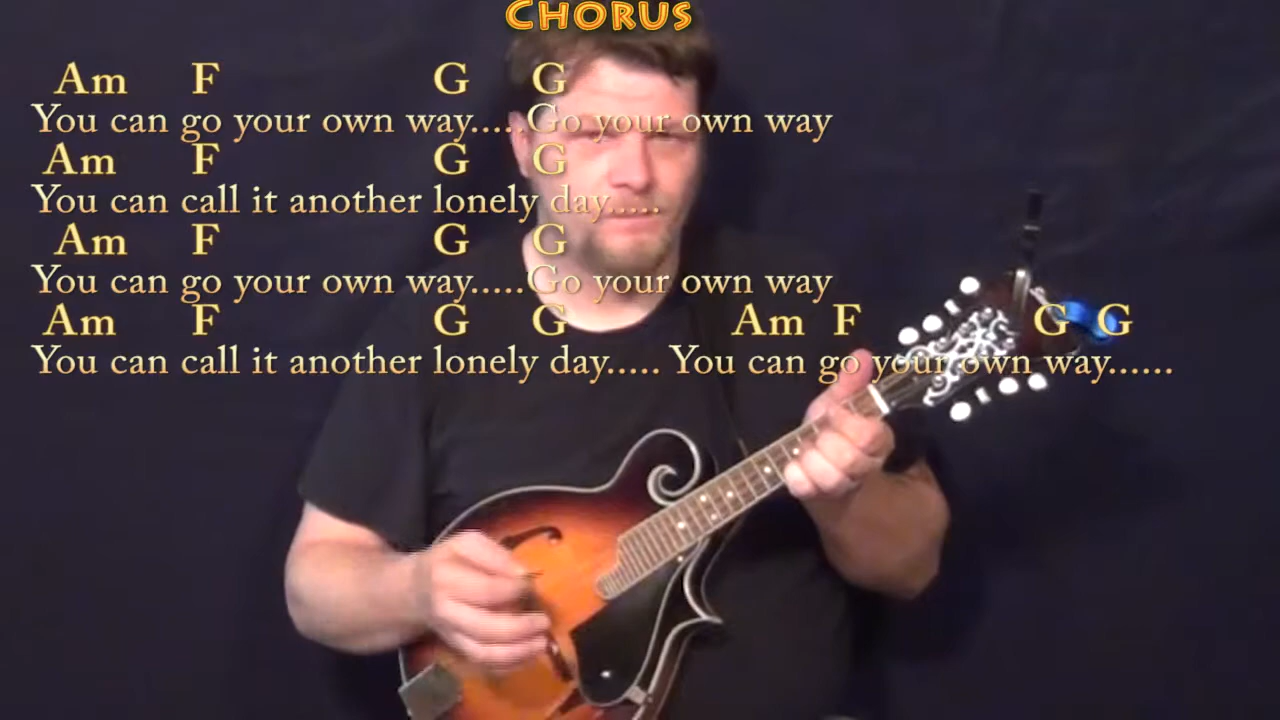 CHORUS
Am F G G
You can go your own way.....Go your own way
Am F G G
You can call it another lonely day.....
Am F G G
You can go your own way.....Go your own way
Am F G G Am F G G
You can call it another lonely day..... You can go your own way......